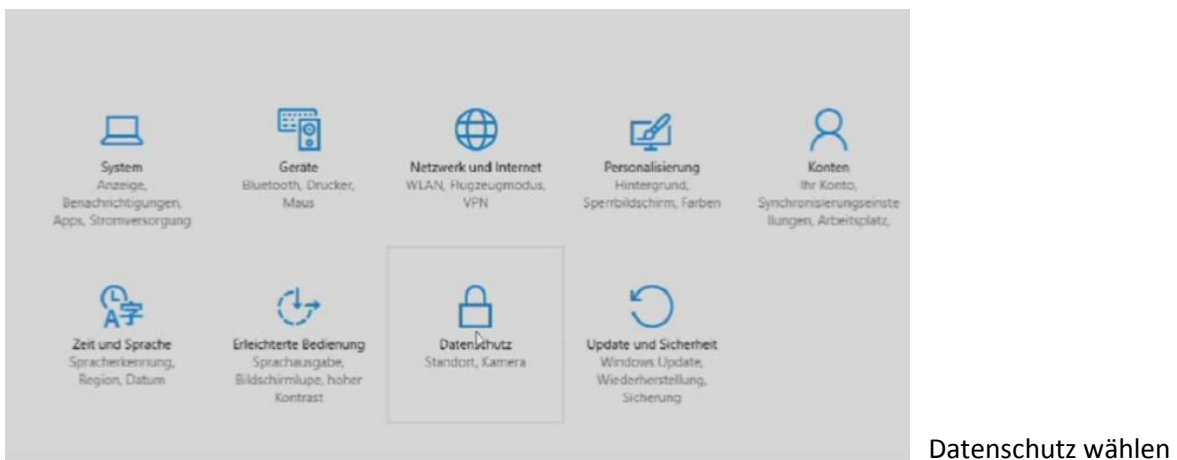 System
Anzeige,
Benachrichtigungen,
Apps, Stromversorgung
Geräte
Bluetooth, Drucker,
Maus
Netzwerk und Internet
WLAN, Flugzeugmodus,
VPN
Personalisierung
Hintergrund,
Sperrbildschirm, Farben
Konten
Ihr Konto,
Synchronisierungseinste
llungen, Arbeitsplatz,
Zeit und Sprache
Spracherkennung,
Region, Datum
Erleichterte Bedienung
Sprachausgabe,
Bildschirmlupe, hoher
Kontrast
Datenschutz
Standort, Kamera
Update und Sicherheit
Windows Update,
Wiederherstellung,
Sicherung
Datenschutz wählen